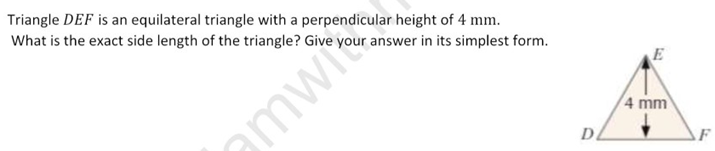 Triangle DEF is an equilateral triangle with a perpendicular height of 4 mm.
What is the exact side length of the triangle? Give your answer in its simplest form.
E
4 mm
D
F